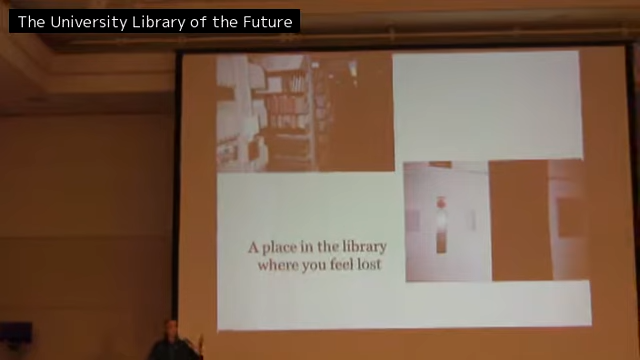 The University Library of the Future
A place in the library
where you feel lost